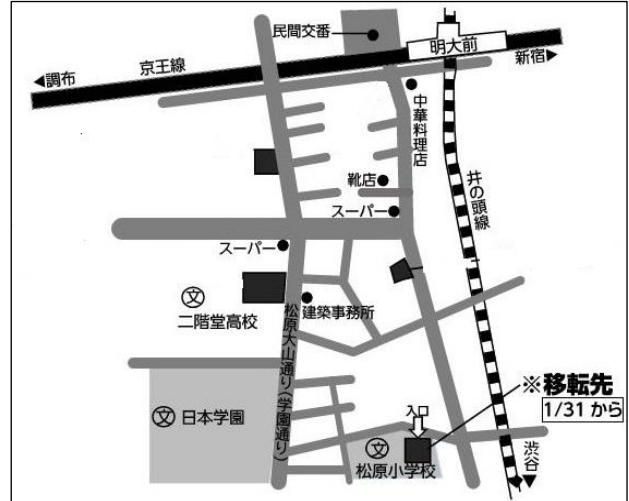 民間交番
明大前
新宿▶
京王線
◀調布
中華料理店
井の頭線
靴店
スーパー
スーパー
文
二階堂高校
建築事務所
松原大山通り(学園通り)
※移転先
1/31 から
入口
文 日本学園
文
松原小学校
渋谷▶